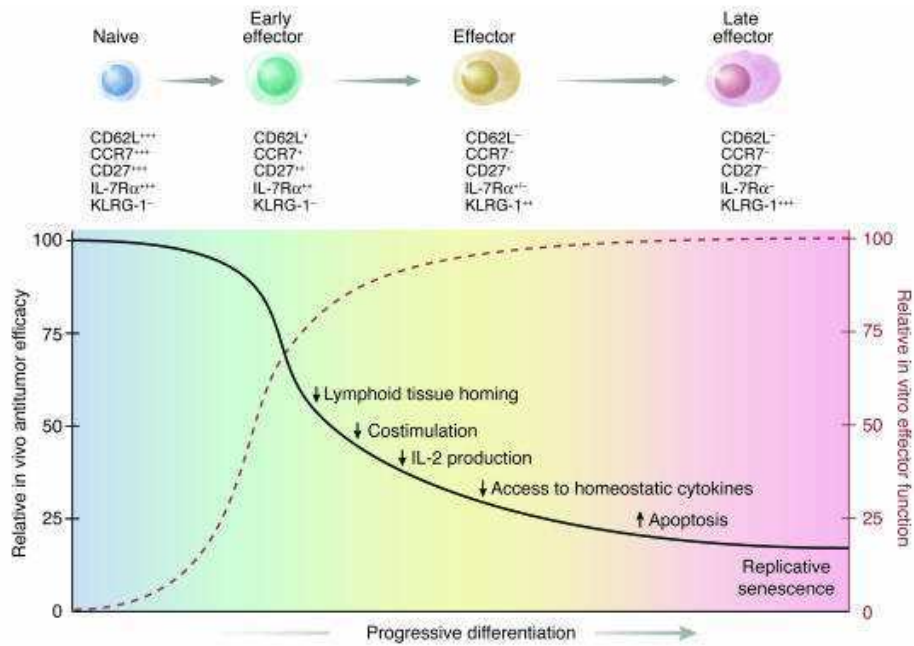 Naive
Early
effector
Effector
Late
effector
CD62L⁺⁺⁺
CCR7⁺⁺⁺
CD27⁺⁺⁺
IL-7Rα⁺⁺⁺
KLRG-1⁻
CD62L⁺
CCR7⁺
CD27⁺⁺
IL-7Rα⁺⁺
KLRG-1⁻
CD62L⁻
CCR7⁻
CD27⁺
IL-7Rα⁺/⁻
KLRG-1⁺⁺
CD62L⁻
CCR7⁻
CD27⁻
IL-7Rα⁻
KLRG-1⁺⁺⁺
Relative in vivo antitumor efficacy
100
75
50
25
0
↓ Lymphoid tissue homing
↓ Costimulation
↓ IL-2 production
↓ Access to homeostatic cytokines
↑ Apoptosis
Replicative
senescence
100
75
50
25
0
Relative in vitro effector function
Progressive differentiation